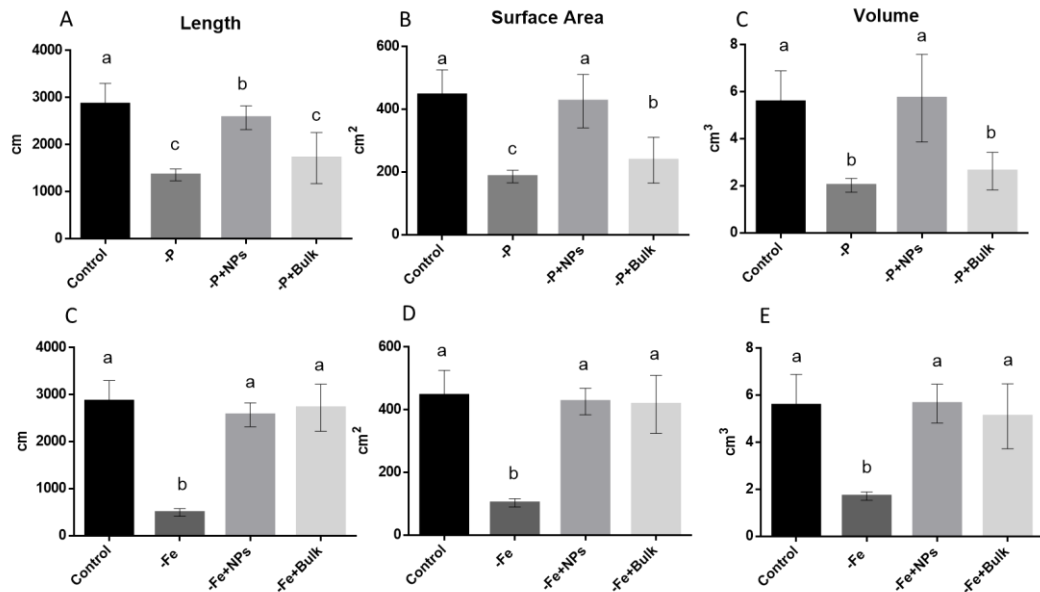 A
Length
4000
3000
2000
1000
0
cm
a
c
b
c
Control
-P
-P+NPs
-P+Bulk
B
Surface Area
600
400
200
0
cm2
a
c
a
b
Control
-P
-P+NPs
-P+Bulk
C
Volume
8
6
4
2
0
cm3
a
b
a
b
Control
-P
-P+NPs
-P+Bulk
C
4000
3000
2000
1000
0
cm
a
b
a
a
Control
-Fe
-Fe+NPs
-Fe+Bulk
D
600
400
200
0
cm2
a
b
a
a
Control
-Fe
-Fe+NPs
-Fe+Bulk
E
8
6
4
2
0
cm3
a
b
a
a
Control
-Fe
-Fe+NPs
-Fe+Bulk